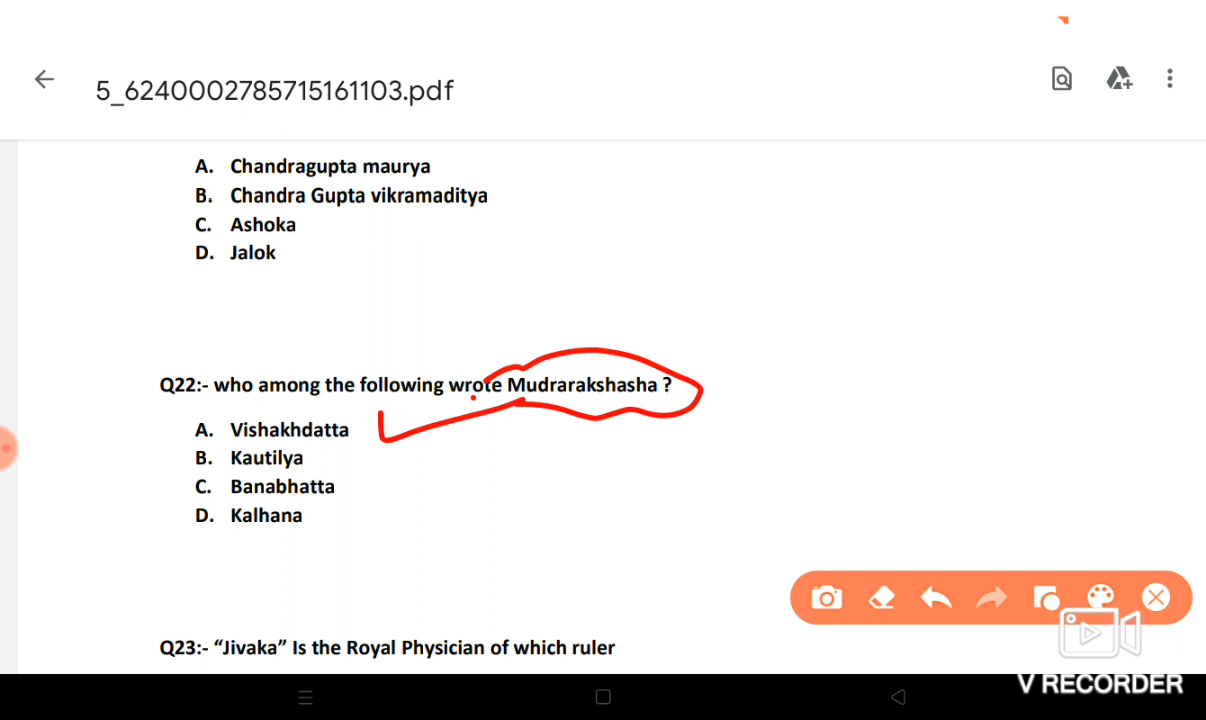 5_6240002785715161103.pdf
A. Chandragupta maurya
B. Chandra Gupta vikramaditya
C. Ashoka
D. Jalok
Q22:- who among the following wrote Mudrarakshasha ?
A. Vishakhdatta
B. Kautilya
C. Banabhatta
D. Kalhana
Q23:- “Jivaka” Is the Royal Physician of which ruler
V RECORDER